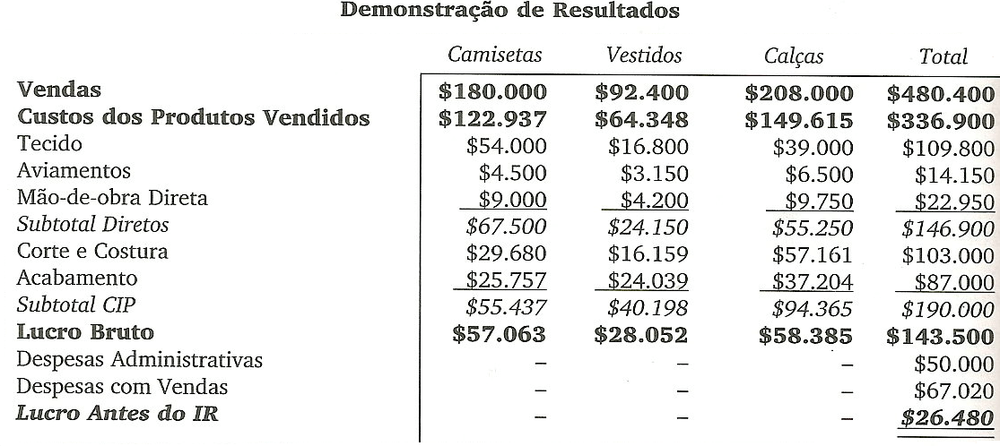 Demonstração de Resultados
Camisetas Vestidos Calças Total
Vendas $180.000 $92.400 $208.000 $480.400
Custos dos Produtos Vendidos $122.937 $64.348 $149.615 $336.900
Tecido $54.000 $16.800 $39.000 $109.800
Aviamentos $4.500 $3.150 $6.500 $14.150
Mão-de-obra Direta $9.000 $4.200 $9.750 $22.950
Subtotal Diretos $67.500 $24.150 $55.250 $146.900
Corte e Costura $29.680 $16.159 $57.161 $103.000
Acabamento $25.757 $24.039 $37.204 $87.000
Subtotal CIP $55.437 $40.198 $94.365 $190.000
Lucro Bruto $57.063 $28.052 $58.385 $143.500
Despesas Administrativas – – – $50.000
Despesas com Vendas – – – $67.020
Lucro Antes do IR – – – $26.480